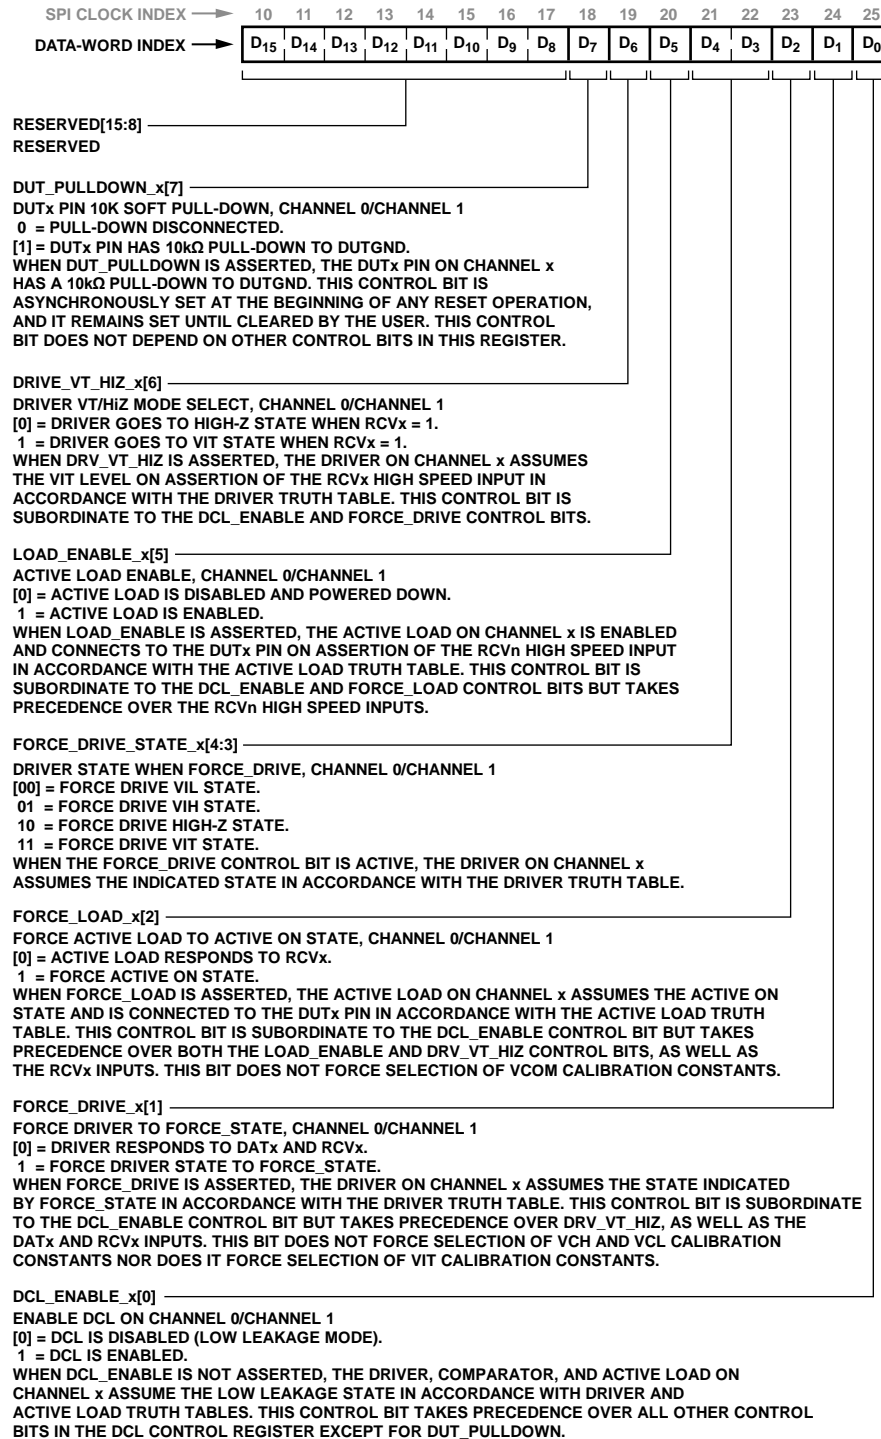 SPI CLOCK INDEX 10 11 12 13 14 15 16 17 18 19 20 21 22 23 24 25
DATA-WORD INDEX D15 D14 D13 D12 D11 D10 D9 D8 D7 D6 D5 D4 D3 D2 D1 D0
RESERVED[15:8]
RESERVED
DUT_PULLDOWN_x[7]
DUTx PIN 10K SOFT PULL-DOWN, CHANNEL 0/CHANNEL 1
0 = PULL-DOWN DISCONNECTED.
[1] = DUTx PIN HAS 10kΩ PULL-DOWN TO DUTGND.
WHEN DUT_PULLDOWN IS ASSERTED, THE DUTx PIN ON CHANNEL x
HAS A 10kΩ PULL-DOWN TO DUTGND. THIS CONTROL BIT IS
ASYNCHRONOUSLY SET AT THE BEGINNING OF ANY RESET OPERATION,
AND IT REMAINS SET UNTIL CLEARED BY THE USER. THIS CONTROL
BIT DOES NOT DEPEND ON OTHER CONTROL BITS IN THIS REGISTER.
DRIVE_VT_HIZ_x[6]
DRIVER VT/HiZ MODE SELECT, CHANNEL 0/CHANNEL 1
[0] = DRIVER GOES TO HIGH-Z STATE WHEN RCVx = 1.
1 = DRIVER GOES TO VIT STATE WHEN RCVx = 1.
WHEN DRV_VT_HIZ IS ASSERTED, THE DRIVER ON CHANNEL x ASSUMES
THE VIT LEVEL ON ASSERTION OF THE RCVx HIGH SPEED INPUT IN
ACCORDANCE WITH THE DRIVER TRUTH TABLE. THIS CONTROL BIT IS
SUBORDINATE TO THE DCL_ENABLE AND FORCE_DRIVE CONTROL BITS.
LOAD_ENABLE_x[5]
ACTIVE LOAD ENABLE, CHANNEL 0/CHANNEL 1
[0] = ACTIVE LOAD IS DISABLED AND POWERED DOWN.
1 = ACTIVE LOAD IS ENABLED.
WHEN LOAD_ENABLE IS ASSERTED, THE ACTIVE LOAD ON CHANNEL x IS ENABLED
AND CONNECTS TO THE DUTx PIN ON ASSERTION OF THE RCVn HIGH SPEED INPUT
IN ACCORDANCE WITH THE ACTIVE LOAD TRUTH TABLE. THIS CONTROL BIT IS
SUBORDINATE TO THE DCL_ENABLE AND FORCE_LOAD CONTROL BITS BUT TAKES
PRECEDENCE OVER THE RCVn HIGH SPEED INPUTS.
FORCE_DRIVE_STATE_x[4:3]
DRIVER STATE WHEN FORCE_DRIVE, CHANNEL 0/CHANNEL 1
[00] = FORCE DRIVE VIL STATE.
01 = FORCE DRIVE VIH STATE.
10 = FORCE DRIVE HIGH-Z STATE.
11 = FORCE DRIVE VIT STATE.
WHEN THE FORCE_DRIVE CONTROL BIT IS ACTIVE, THE DRIVER ON CHANNEL x
ASSUMES THE INDICATED STATE IN ACCORDANCE WITH THE DRIVER TRUTH TABLE.
FORCE_LOAD_x[2]
FORCE ACTIVE LOAD TO ACTIVE ON STATE, CHANNEL 0/CHANNEL 1
[0] = ACTIVE LOAD RESPONDS TO RCVx.
1 = FORCE ACTIVE ON STATE.
WHEN FORCE_LOAD IS ASSERTED, THE ACTIVE LOAD ON CHANNEL x ASSUMES THE ACTIVE ON
STATE AND IS CONNECTED TO THE DUTx PIN IN ACCORDANCE WITH THE ACTIVE LOAD TRUTH
TABLE. THIS CONTROL BIT IS SUBORDINATE TO THE DCL_ENABLE CONTROL BIT BUT TAKES
PRECEDENCE OVER BOTH THE LOAD_ENABLE AND DRV_VT_HIZ CONTROL BITS, AS WELL AS
THE RCVx INPUTS. THIS BIT DOES NOT FORCE SELECTION OF VCOM CALIBRATION CONSTANTS.
FORCE_DRIVE_x[1]
FORCE DRIVER TO FORCE_STATE, CHANNEL 0/CHANNEL 1
[0] = DRIVER RESPONDS TO DATx AND RCVx.
1 = FORCE DRIVER STATE TO FORCE_STATE.
WHEN FORCE_DRIVE IS ASSERTED, THE DRIVER ON CHANNEL x ASSUMES THE STATE INDICATED
BY FORCE_STATE IN ACCORDANCE WITH THE DRIVER TRUTH TABLE. THIS CONTROL BIT IS SUBORDINATE
TO THE DCL_ENABLE CONTROL BIT BUT TAKES PRECEDENCE OVER DRV_VT_HIZ, AS WELL AS THE
DATx AND RCVx INPUTS. THIS BIT DOES NOT FORCE SELECTION OF VCH AND VCL CALIBRATION
CONSTANTS NOR DOES IT FORCE SELECTION OF VIT CALIBRATION CONSTANTS.
DCL_ENABLE_x[0]
ENABLE DCL ON CHANNEL 0/CHANNEL 1
[0] = DCL IS DISABLED (LOW LEAKAGE MODE).
1 = DCL IS ENABLED.
WHEN DCL_ENABLE IS NOT ASSERTED, THE DRIVER, COMPARATOR, AND ACTIVE LOAD ON
CHANNEL x ASSUME THE LOW LEAKAGE STATE IN ACCORDANCE WITH DRIVER AND
ACTIVE LOAD TRUTH TABLES. THIS CONTROL BIT TAKES PRECEDENCE OVER ALL OTHER CONTROL
BITS IN THE DCL CONTROL REGISTER EXCEPT FOR DUT_PULLDOWN.